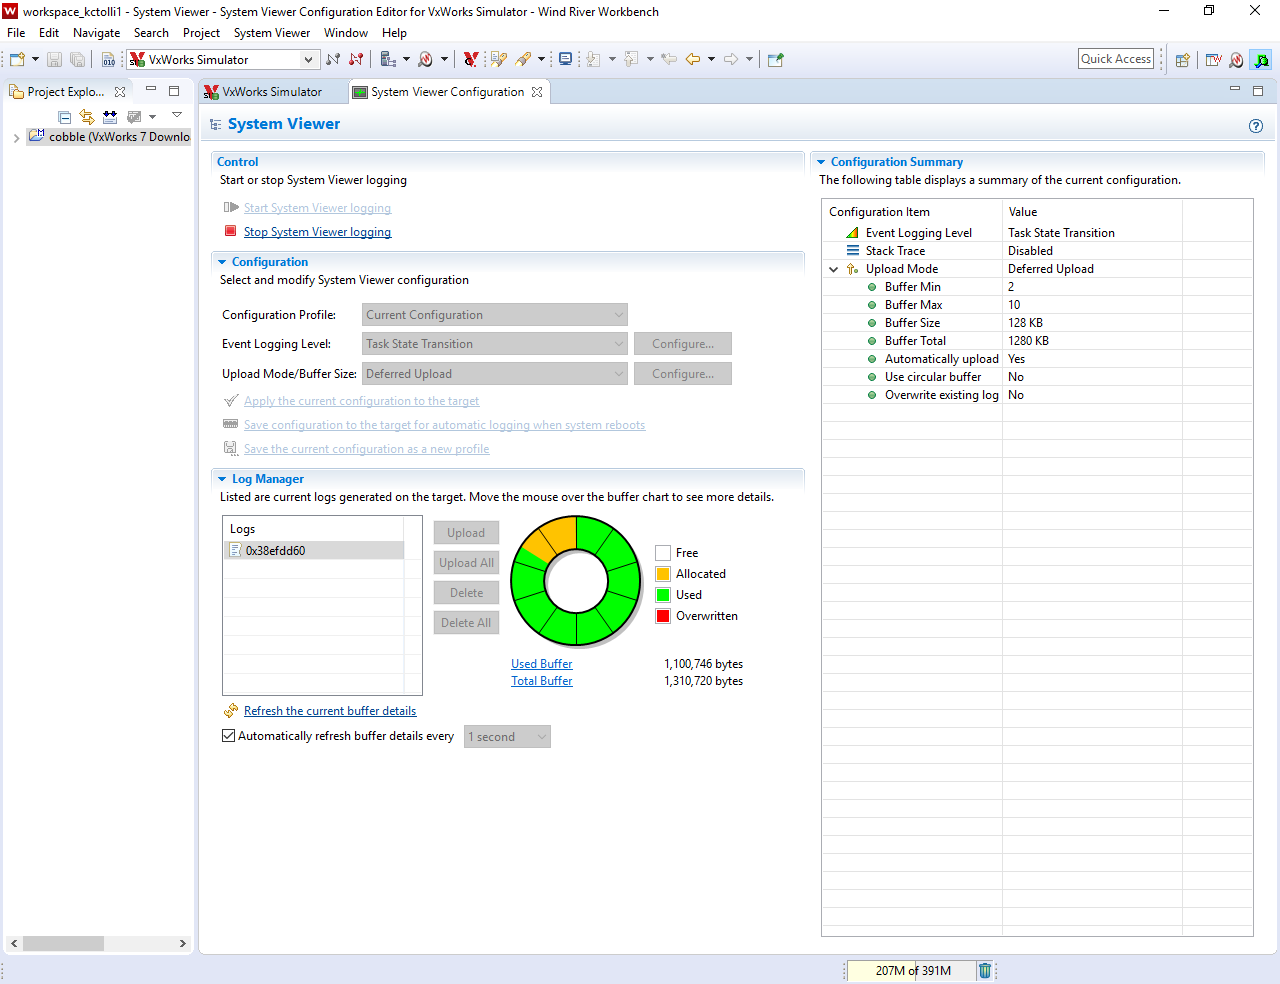 workspace_kctolli1 - System Viewer - System Viewer Configuration Editor for VxWorks Simulator - Wind River Workbench
File Edit Navigate Search Project System Viewer Window Help
VxWorks Simulator
Quick Access
Project Explo...
VxWorks Simulator
System Viewer Configuration
cobble (VxWorks 7 Downlo
System Viewer
Control
Start or stop System Viewer logging
Start System Viewer logging
Stop System Viewer logging
Configuration
Select and modify System Viewer configuration
Configuration Profile: Current Configuration
Event Logging Level: Task State Transition Configure...
Upload Mode/Buffer Size: Deferred Upload Configure...
Apply the current configuration to the target
Save configuration to the target for automatic logging when system reboots
Save the current configuration as a new profile
Log Manager
Listed are current logs generated on the target. Move the mouse over the buffer chart to see more details.
Logs
0x38efdd60
Upload
Upload All
Delete
Delete All
Free
Allocated
Used
Overwritten
Used Buffer 1,100,746 bytes
Total Buffer 1,310,720 bytes
Refresh the current buffer details
Automatically refresh buffer details every 1 second
Configuration Summary
The following table displays a summary of the current configuration.
Configuration Item Value
Event Logging Level Task State Transition
Stack Trace Disabled
Upload Mode Deferred Upload
Buffer Min 2
Buffer Max 10
Buffer Size 128 KB
Buffer Total 1280 KB
Automatically upload Yes
Use circular buffer No
Overwrite existing log No
207M of 391M